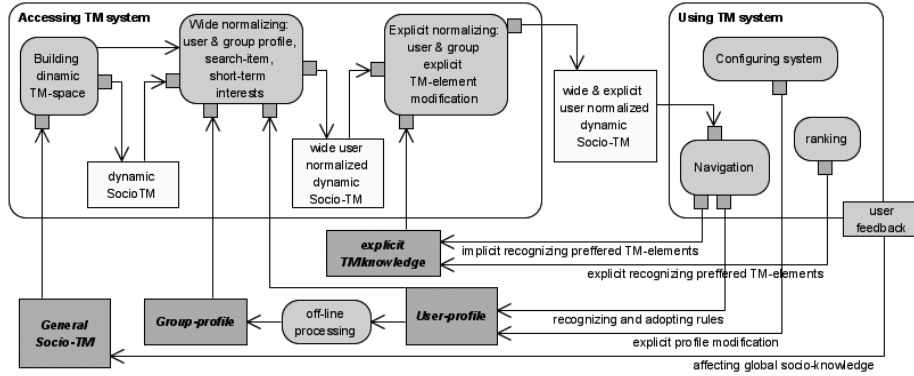 Accessing TM system
Using TM system
Building
dinamic
TM-space
Wide normalizing:
user & group profile,
search-item,
short-term
interests
Explicit normalizing:
user & group
explicit
TM-element
modification
Configuring system
wide & explicit
user normalized
dynamic
Socio-TM
ranking
Navigation
dynamic
SocioTM
wide user
normalized
dynamic
Socio-TM
user
feedback
explicit
TMknowledge
implicit recognizing preffered TM-elements
explicit recognizing preffered TM-elements
General
Socio-TM
Group-profile
off-line
processing
User-profile
recognizing and adopting rules
explicit profile modification
affecting global socio-knowledge